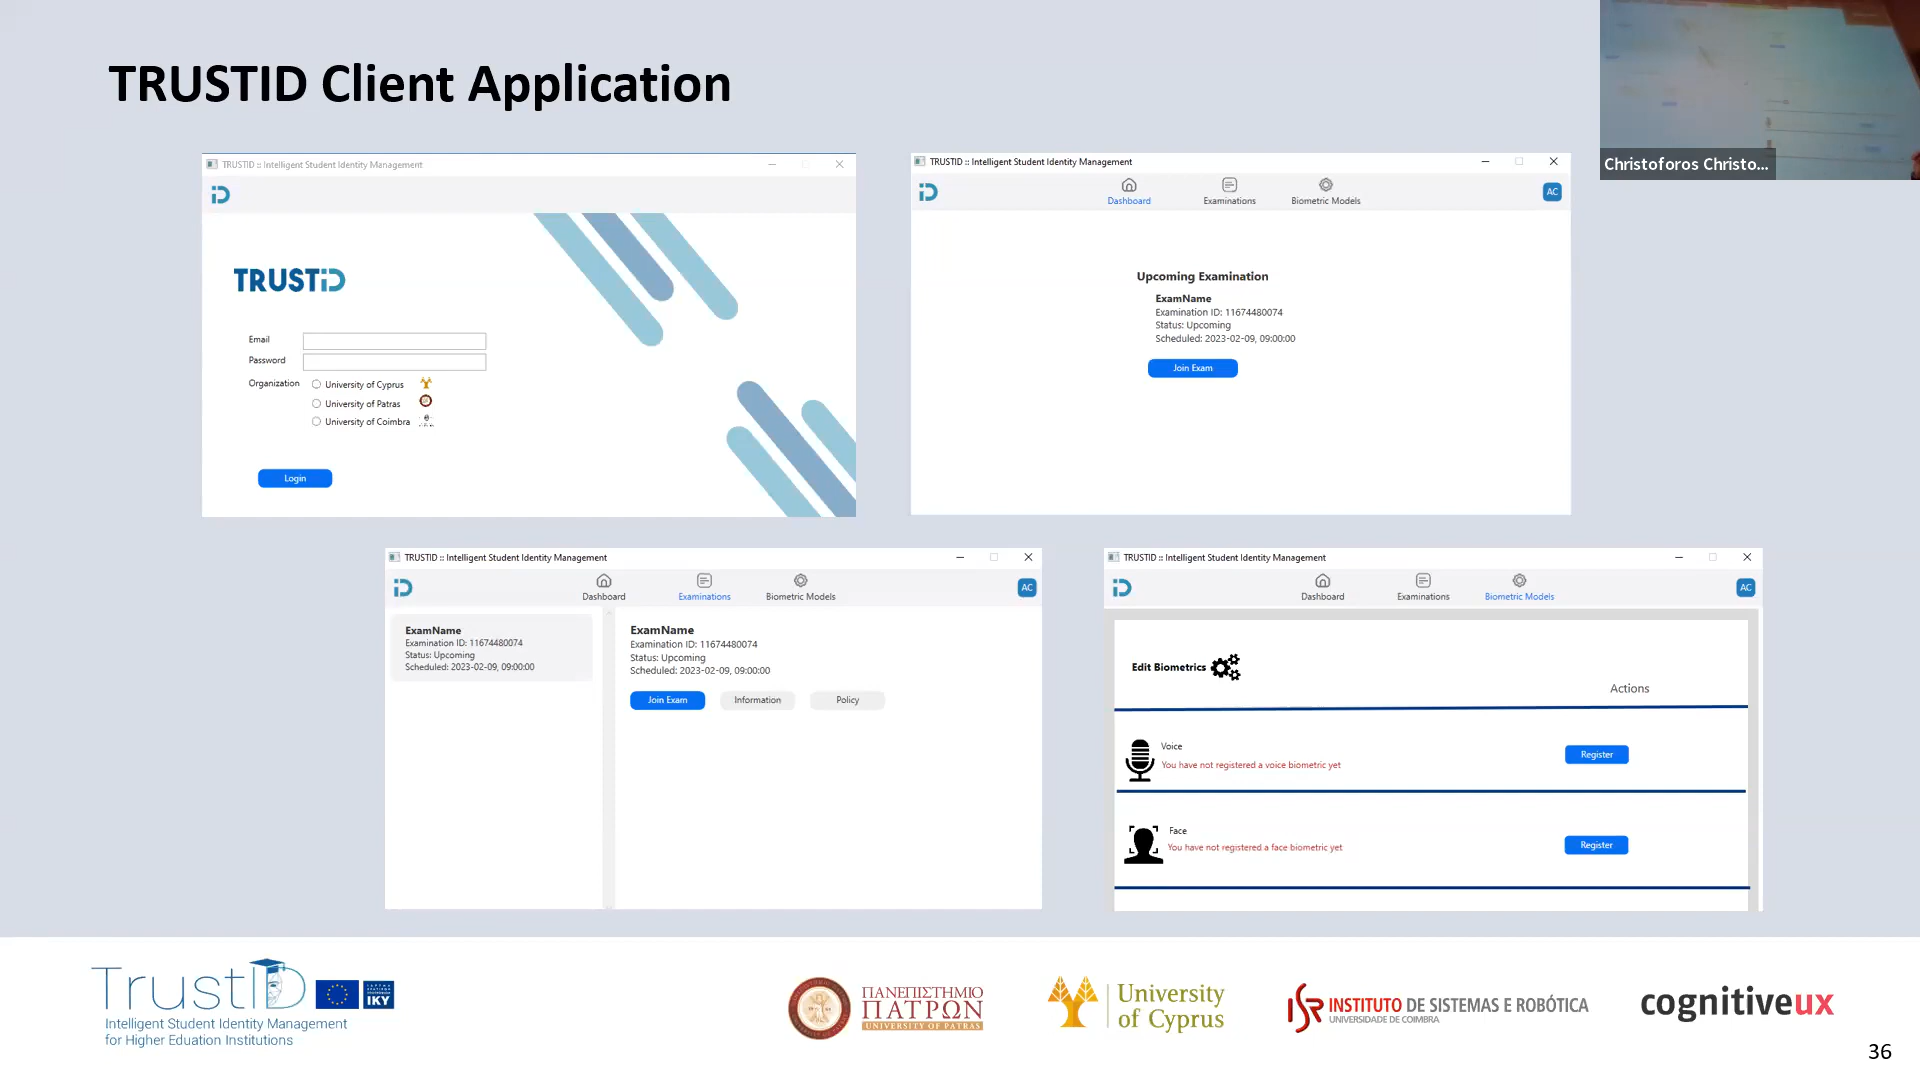 TRUSTID Client Application
Christoforos Christo...
TRUSTID :: Intelligent Student Identity Management
iD
TRUSTiD
Email
Password
Organization
University of Cyprus
University of Patras
University of Coimbra
Login
TRUSTID :: Intelligent Student Identity Management
iD
Dashboard
Examinations
Biometric Models
AC
Upcoming Examination
ExamName
Examination ID: 11674480074
Status: Upcoming
Scheduled: 2023-02-09, 09:00:00
Join Exam
TRUSTID :: Intelligent Student Identity Management
iD
Dashboard
Examinations
Biometric Models
AC
ExamName
Examination ID: 11674480074
Status: Upcoming
Scheduled: 2023-02-09, 09:00:00
ExamName
Examination ID: 11674480074
Status: Upcoming
Scheduled: 2023-02-09, 09:00:00
Join Exam
Information
Policy
TRUSTID :: Intelligent Student Identity Management
iD
Dashboard
Examinations
Biometric Models
AC
Edit Biometrics
Actions
Voice
You have not registered a voice biometric yet
Register
Face
You have not registered a face biometric yet
Register
TrustID
IKY
Intelligent Student Identity Management
for Higher Eduation Institutions
ΠΑΝΕΠΙΣΤΗΜΙΟ
ΠΑΤΡΩΝ
UNIVERSITY OF PATRAS
University
of Cyprus
ISR INSTITUTO DE SISTEMAS E ROBÓTICA
UNIVERSIDADE DE COIMBRA
cognitiveux
36